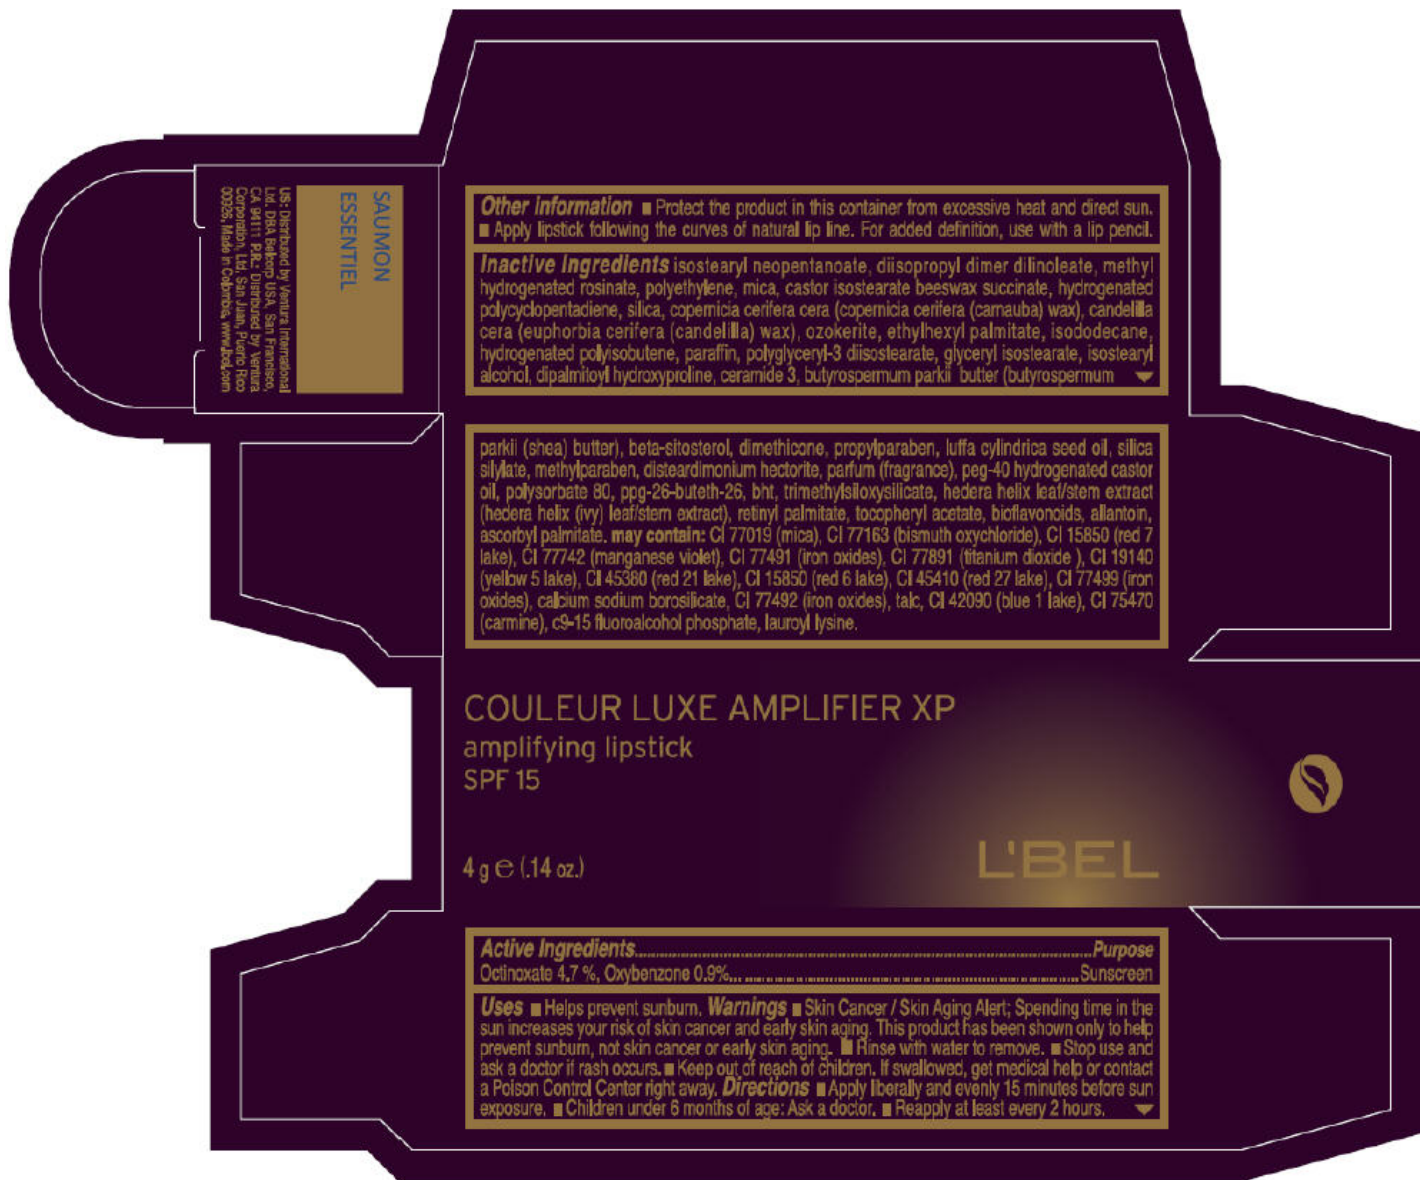 SAUMON
ESSENTIEL
US: Distributed by Ventura International
Ltd. DBA Belcorp USA, San Francisco,
CA 94111 P.R.: Distributed by Ventura
Corporation, Ltd. San Juan, Puerto Rico
00926, Made in Colombia, www.lbel.com
Other information ■ Protect the product in this container from excessive heat and direct sun.
■ Apply lipstick following the curves of natural lip line. For added definition, use with a lip pencil.
Inactive Ingredients isostearyl neopentanoate, diisopropyl dimer dilinoleate, methyl
hydrogenated rosinate, polyethylene, mica, castor isostearate beeswax succinate, hydrogenated
polycyclopentadiene, silica, copernicia cerifera cera (copernicia cerifera (carnauba) wax), candelilla
cera (euphorbia cerifera (candelilla) wax), ozokerite, ethylhexyl palmitate, isododecane,
hydrogenated polyisobutene, paraffin, polyglyceryl-3 diisostearate, glyceryl isostearate, isostearyl
alcohol, dipalmitoyl hydroxyproline, ceramide 3, butyrospermum parkii butter (butyrospermum
parkii (shea) butter), beta-sitosterol, dimethicone, propylparaben, luffa cylindrica seed oil, silica
silylate, methylparaben, disteardimonium hectorite, parfum (fragrance), peg-40 hydrogenated castor
oil, polysorbate 80, ppg-26-buteth-26, bht, trimethylsiloxysilicate, hedera helix leaf/stem extract
(hedera helix (ivy) leaf/stem extract), retinyl palmitate, tocopheryl acetate, bioflavonoids, allantoin,
ascorbyl palmitate. may contain: CI 77019 (mica), CI 77163 (bismuth oxychloride), CI 15850 (red 7
lake), CI 77742 (manganese violet), CI 77491 (iron oxides), CI 77891 (titanium dioxide ), CI 19140
(yellow 5 lake), CI 45380 (red 21 lake), CI 15850 (red 6 lake), CI 45410 (red 27 lake), CI 77499 (iron
oxides), calcium sodium borosilicate, CI 77492 (iron oxides), talc, CI 42090 (blue 1 lake), CI 75470
(carmine), c9-15 fluoroalcohol phosphate, lauroyl lysine.
COULEUR LUXE AMPLIFIER XP
amplifying lipstick
SPF 15
4 g ℮ (.14 oz.)
L'BEL
Active Ingredients..........Purpose
Octinoxate 4.7 %, Oxybenzone 0.9%..........Sunscreen
Uses ■ Helps prevent sunburn. Warnings ■ Skin Cancer / Skin Aging Alert; Spending time in the
sun increases your risk of skin cancer and early skin aging. This product has been shown only to help
prevent sunburn, not skin cancer or early skin aging. ■ Rinse with water to remove. ■ Stop use and
ask a doctor if rash occurs. ■ Keep out of reach of children. If swallowed, get medical help or contact
a Poison Control Center right away. Directions ■ Apply liberally and evenly 15 minutes before sun
exposure. ■ Children under 6 months of age: Ask a doctor. ■ Reapply at least every 2 hours.